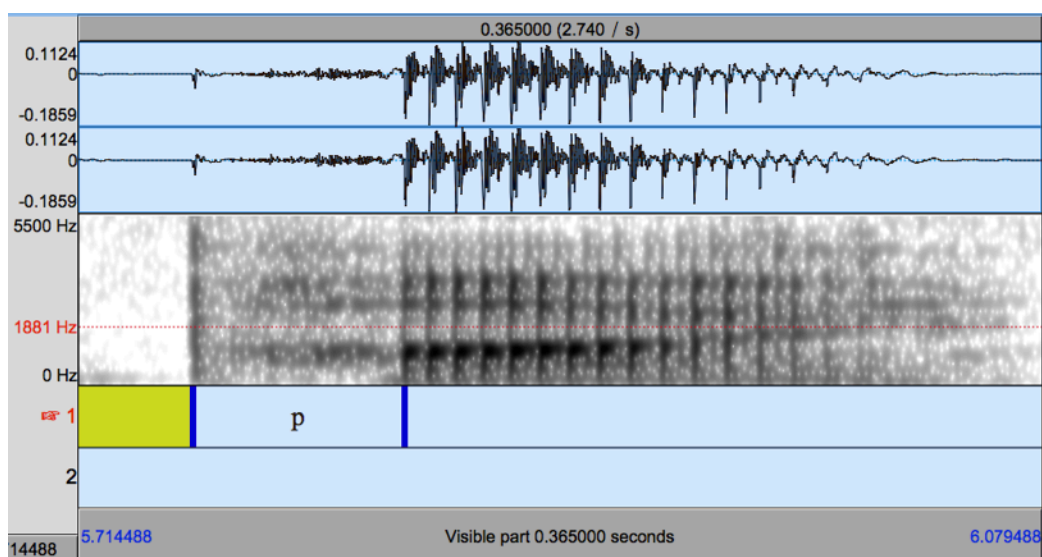 0.365000 (2.740 / s)
0.1124
0
-0.1859
0.1124
0
-0.1859
5500 Hz
1881 Hz
0 Hz
☞ 1
p
2
5.714488 Visible part 0.365000 seconds 6.079488
14488